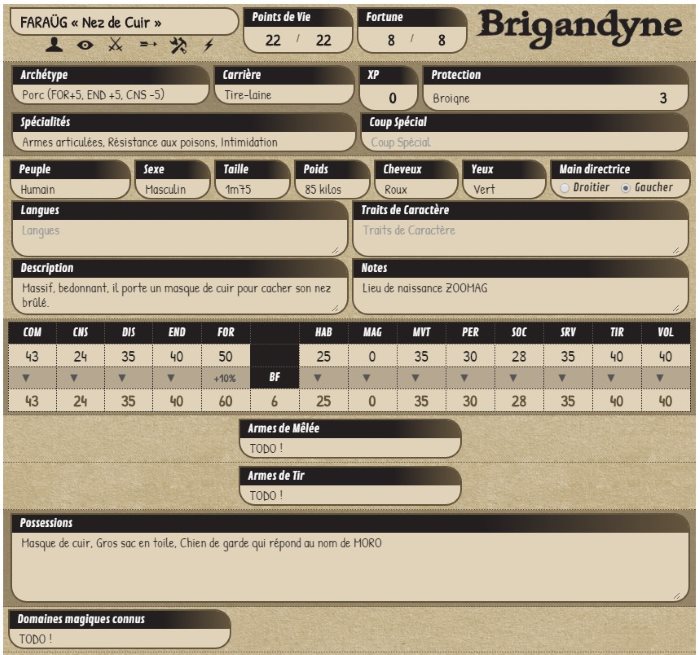 FARAÜG « Nez de Cuir »
Points de Vie
22 / 22
Fortune
8 / 8
Brigandyne
Archétype
Porc (FOR+5, END +5, CNS -5)
Carrière
Tire-laine
XP
0
Protection
Broigne 3
Spécialités
Armes articulées, Résistance aux poisons, Intimidation
Coup Spécial
Coup Spécial
Peuple
Humain
Sexe
Masculin
Taille
1m75
Poids
85 kilos
Cheveux
Roux
Yeux
Vert
Main directrice
Droitier Gaucher
Langues
Langues
Traits de Caractère
Traits de Caractère
Description
Massif, bedonnant, il porte un masque de cuir pour cacher son nez
brûlé.
Notes
Lieu de naissance ZOOMAG
COM CNS DIS END FOR HAB MAG MVT PER SOC SRV TIR VOL
43 24 35 40 50 25 0 35 30 28 35 40 40
+10% BF
43 24 35 40 60 6 25 0 35 30 28 35 40 40
Armes de Mêlée
TODO !
Armes de Tir
TODO !
Possessions
Masque de cuir, Gros sac en toile, Chien de garde qui répond au nom de MORO
Domaines magiques connus
TODO !